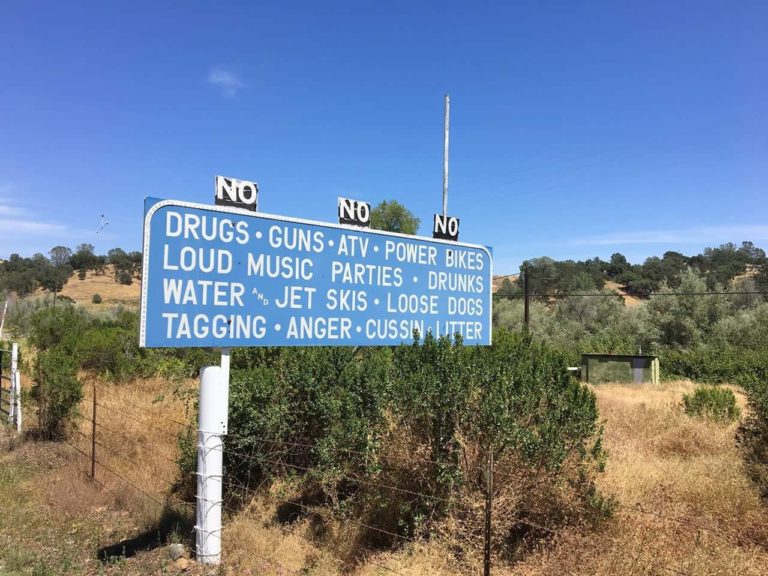 NO NO NO
DRUGS • GUNS • ATV • POWER BIKES
LOUD MUSIC PARTIES • DRUNKS
WATER AND JET SKIS • LOOSE DOGS
TAGGING • ANGER • CUSSIN & LITTER